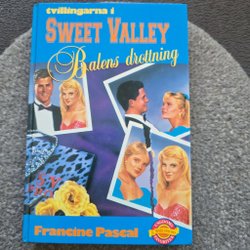 tvillingarna i
SWEET VALLEY
Balens drottning
Francine Pascal